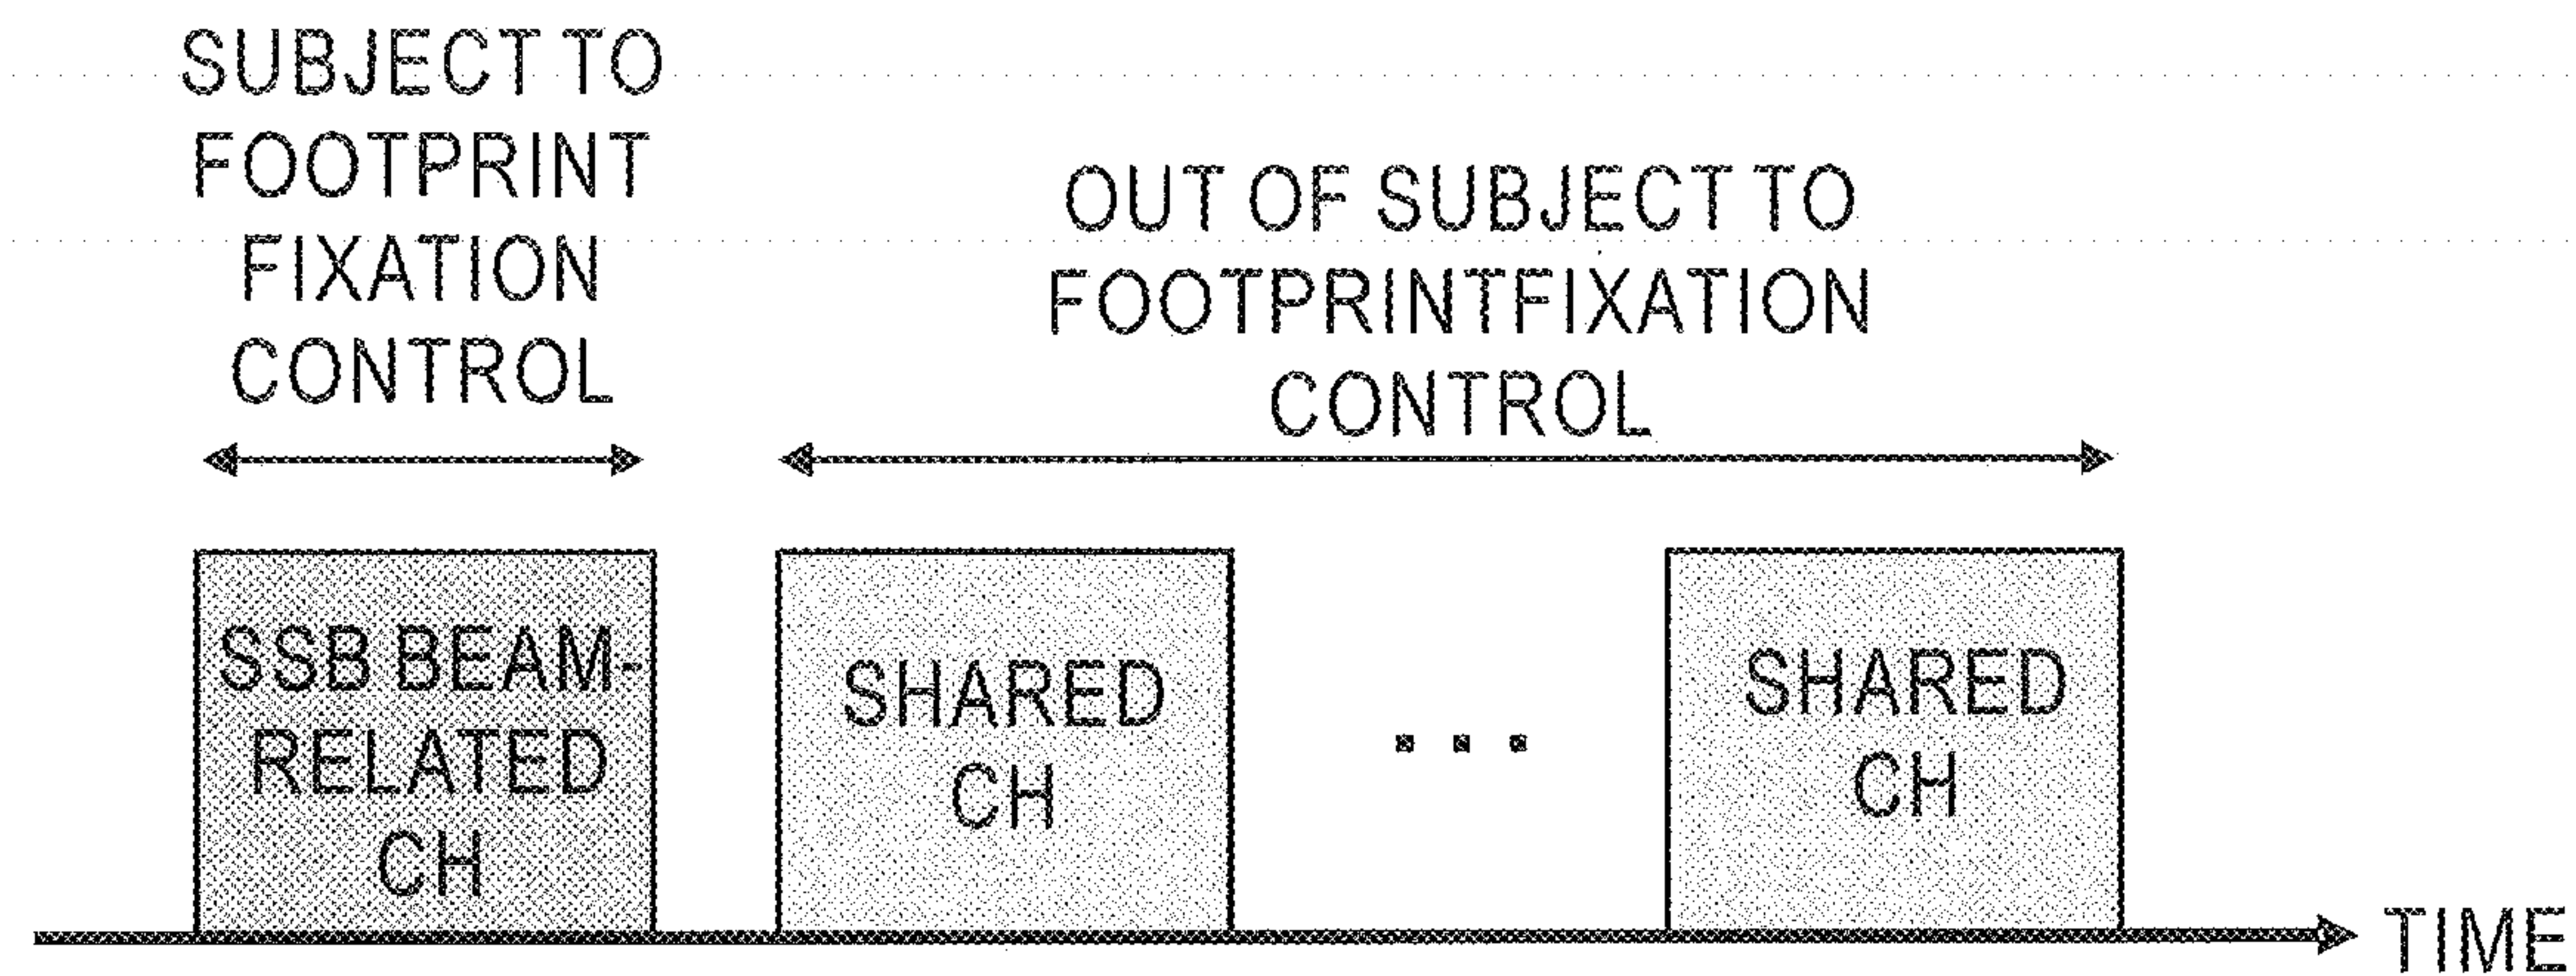 SUBJECT TO
FOOTPRINT
FIXATION
CONTROL
OUT OF SUBJECT TO
FOOTPRINTFIXATION
CONTROL
SSB BEAM-
RELATED
CH
SHARED
CH
...
SHARED
CH
TIME